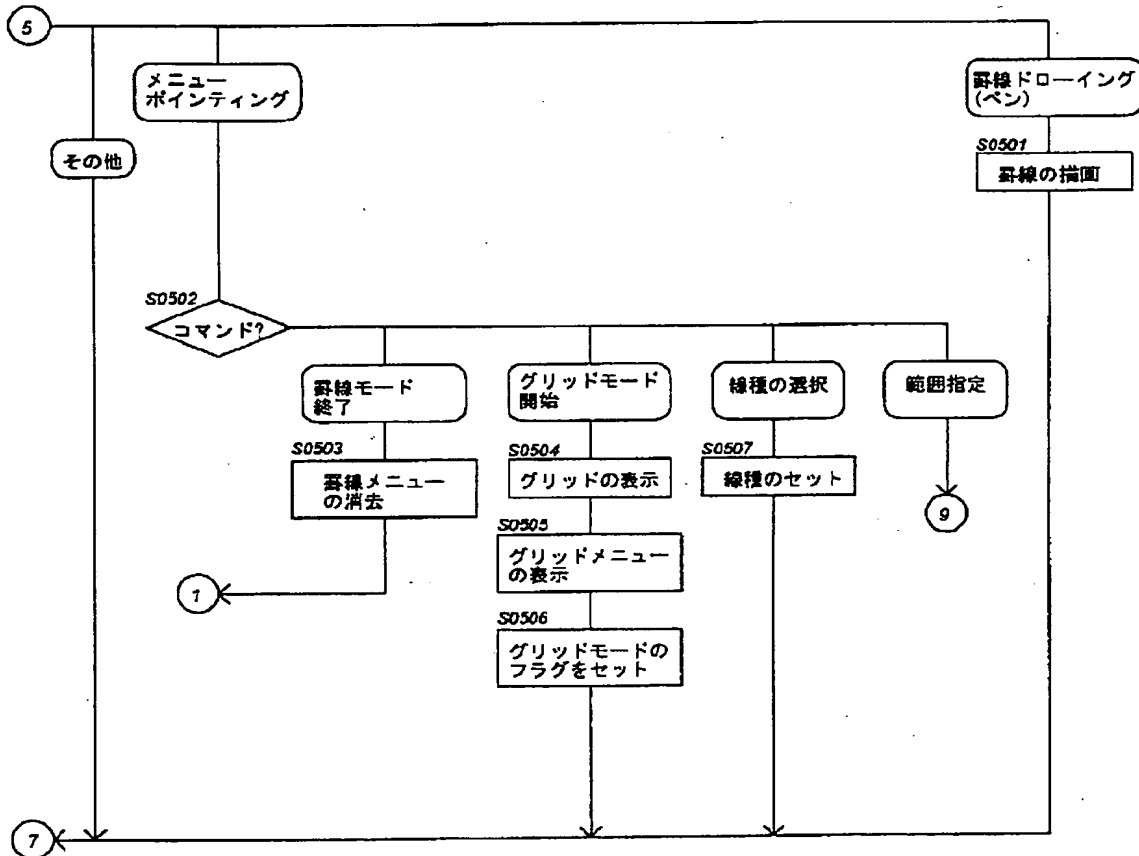 5
メニュー
ポインティング
罫線ドローイング
(ペン)
その他
S0501
罫線の描画
S0502
コマンド?
罫線モード
終了
グリッドモード
開始
線種の選択
範囲指定
S0503
罫線メニュー
の消去
S0504
グリッドの表示
S0507
線種のセット
9
S0505
グリッドメニュー
の表示
1
S0506
グリッドモードの
フラグをセット
7